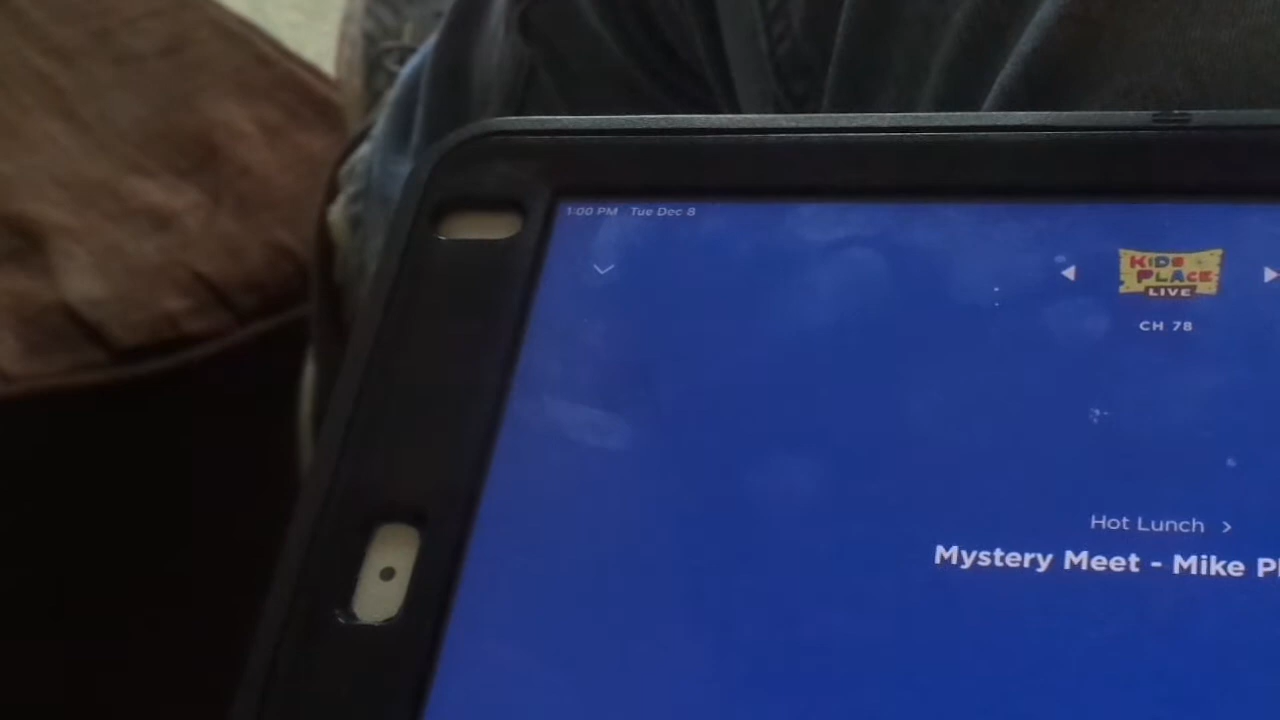 1:00 PM Tue Dec 8
KIDS
PLACE
LIVE
CH 78
Hot Lunch >
Mystery Meet - Mike